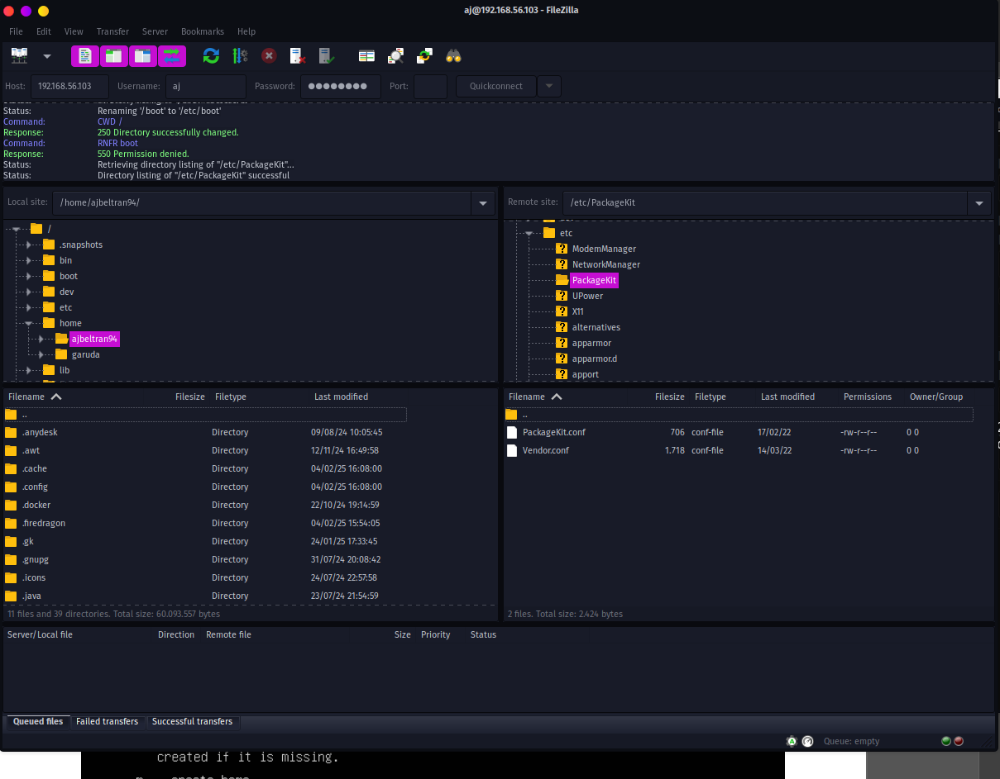 aj@192.168.56.103 - FileZilla
File Edit View Transfer Server Bookmarks Help
Host: 192.168.56.103 Username: aj Password: ●●●●●●●● Port: Quickconnect
Status: Renaming '/boot' to '/etc/boot'
Command: CWD /
Response: 250 Directory successfully changed.
Command: RNFR boot
Response: 550 Permission denied.
Status: Retrieving directory listing of "/etc/PackageKit"...
Status: Directory listing of "/etc/PackageKit" successful
Local site: /home/ajbeltran94/
/
.snapshots
bin
boot
dev
etc
home
ajbeltran94
garuda
lib
Remote site: /etc/PackageKit
etc
ModemManager
NetworkManager
PackageKit
UPower
X11
alternatives
apparmor
apparmor.d
apport
Filename Filesize Filetype Last modified
..
.anydesk Directory 09/08/24 10:05:45
.awt Directory 12/11/24 16:49:58
.cache Directory 04/02/25 16:08:00
.config Directory 04/02/25 16:08:00
.docker Directory 22/10/24 19:14:59
.firedragon Directory 04/02/25 15:54:05
.gk Directory 24/01/25 17:33:45
.gnupg Directory 31/07/24 20:08:42
.icons Directory 24/07/24 22:57:58
.java Directory 23/07/24 21:54:59
11 files and 39 directories. Total size: 60.093.557 bytes
Filename Filesize Filetype Last modified Permissions Owner/Group
..
PackageKit.conf 706 conf-file 17/02/22 -rw-r--r-- 0 0
Vendor.conf 1.718 conf-file 14/03/22 -rw-r--r-- 0 0
2 files. Total size: 2.424 bytes
Server/Local file Direction Remote file Size Priority Status
Queued files Failed transfers Successful transfers
Queue: empty
created if it is missing.